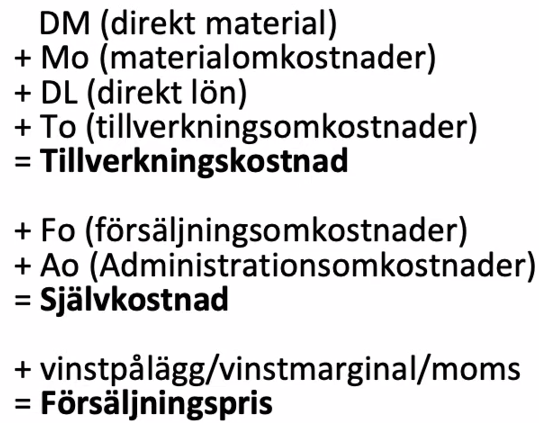 DM (direkt material)
+ Mo (materialomkostnader)
+ DL (direkt lön)
+ To (tillverkningsomkostnader)
= Tillverkningskostnad
+ Fo (försäljningsomkostnader)
+ Ao (Administrationsomkostnader)
= Självkostnad
+ vinstpålägg/vinstmarginal/moms
= Försäljningspris